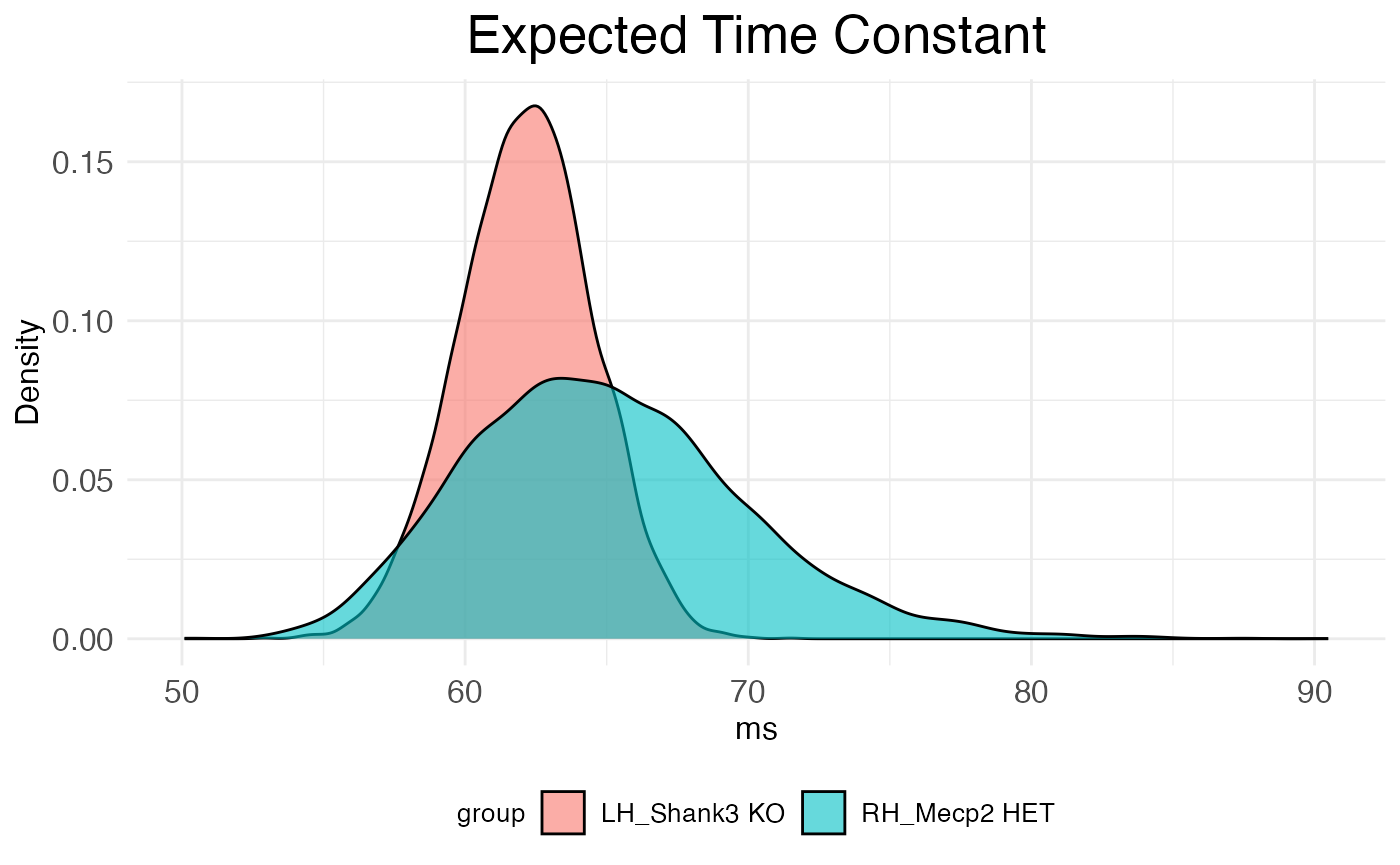 Expected Time Constant
Density
0.15
0.10
0.05
0.00
50 60 70 80 90
ms
group LH_Shank3 KO RH_Mecp2 HET